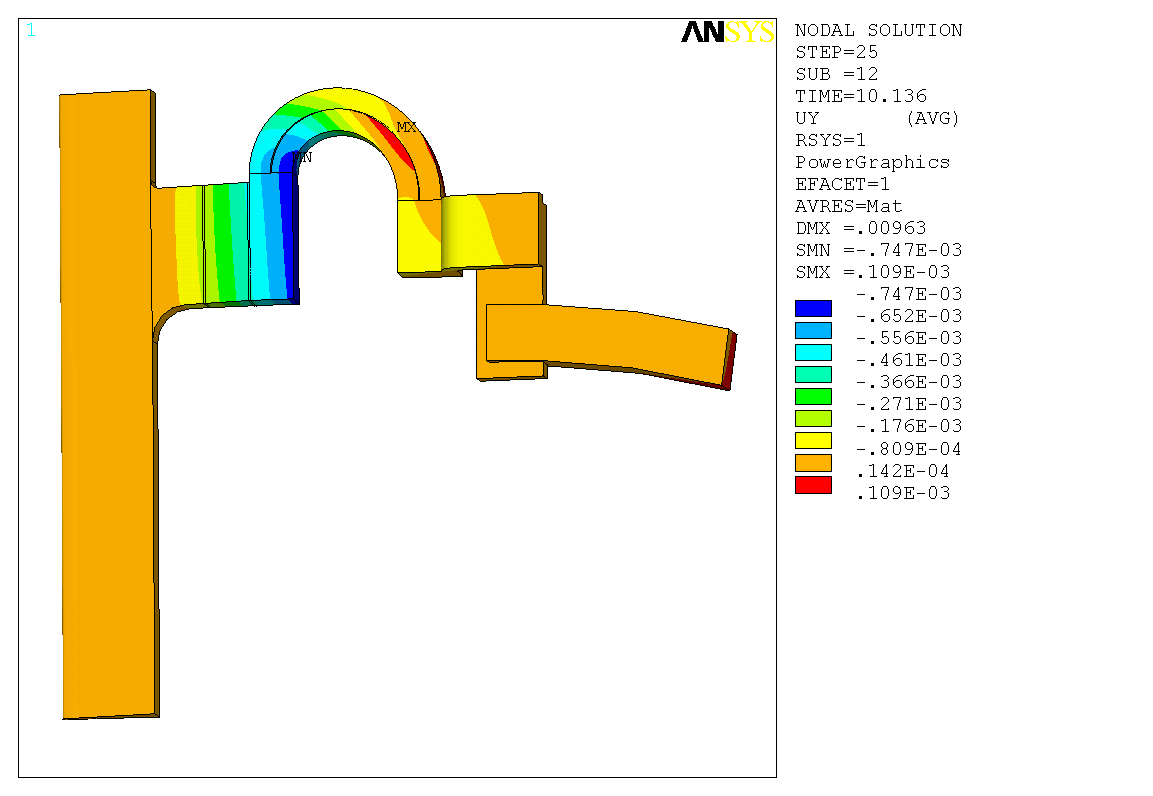 1
ANSYS
NODAL SOLUTION
STEP=25
SUB =12
TIME=10.136
UY (AVG)
RSYS=1
PowerGraphics
EFACET=1
AVRES=Mat
DMX =.00963
SMN =-.747E-03
SMX =.109E-03
-.747E-03
-.652E-03
-.556E-03
-.461E-03
-.366E-03
-.271E-03
-.176E-03
-.809E-04
.142E-04
.109E-03
MX